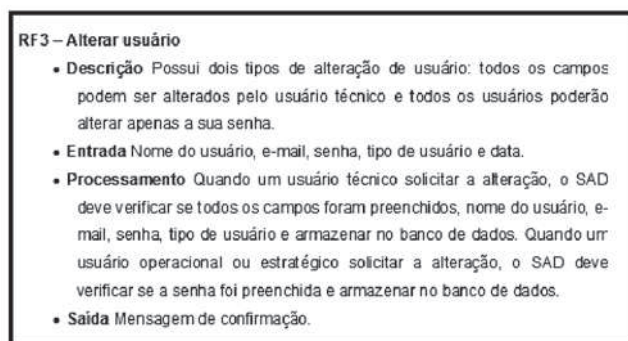 RF3 – Alterar usuário
• Descrição Possui dois tipos de alteração de usuário: todos os campos
podem ser alterados pelo usuário técnico e todos os usuários poderão
alterar apenas a sua senha.
• Entrada Nome do usuário, e-mail, senha, tipo de usuário e data.
• Processamento Quando um usuário técnico solicitar a alteração, o SAD
deve verificar se todos os campos foram preenchidos, nome do usuário, e-
mail, senha, tipo de usuário e armazenar no banco de dados. Quando um
usuário operacional ou estratégico solicitar a alteração, o SAD deve
verificar se a senha foi preenchida e armazenar no banco de dados.
• Saída Mensagem de confirmação.